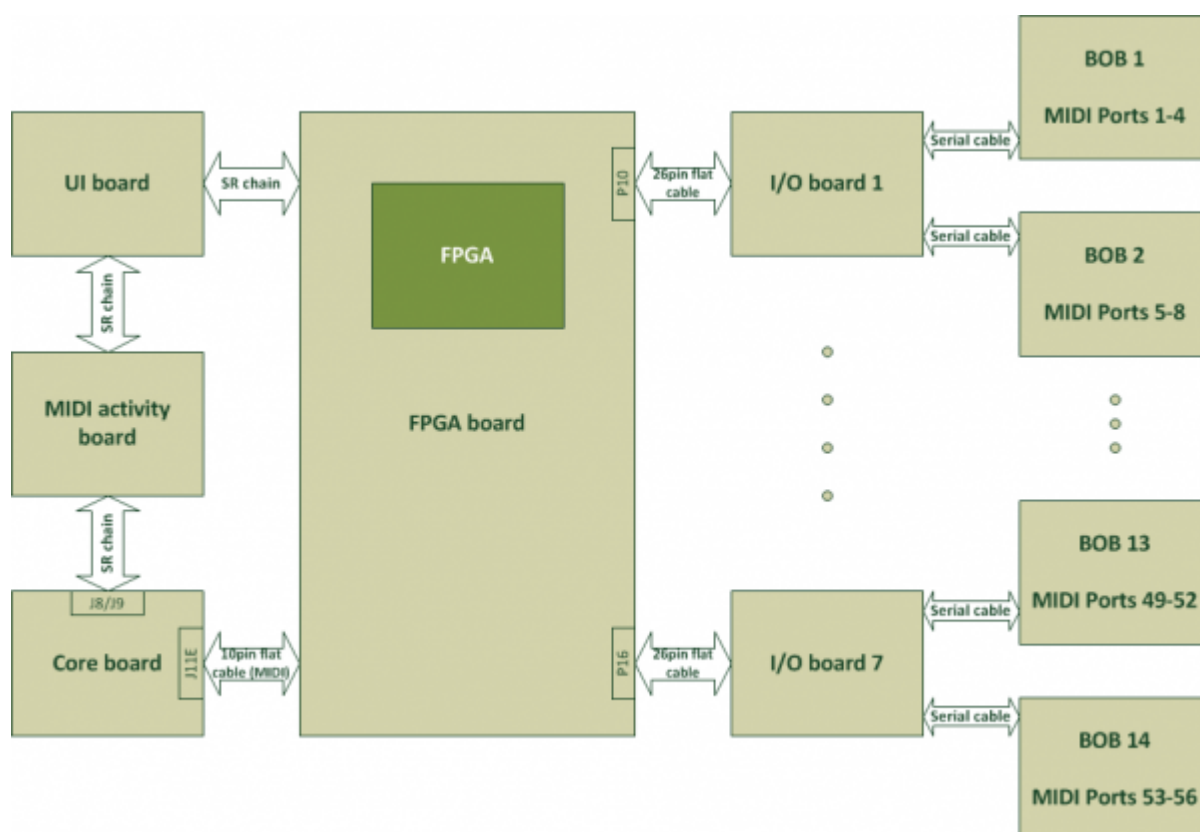 BOB 1
MIDI Ports 1-4
Serial cable
UI board
SR chain
P10
26pin flat
cable
I/O board 1
FPGA
Serial cable
BOB 2
MIDI Ports 5-8
SR chain
MIDI activity
board
FPGA board
SR chain
BOB 13
MIDI Ports 49-52
J8/J9
Serial cable
Core board
J11E
10pin flat
cable (MIDI)
P16
26pin flat
cable
I/O board 7
Serial cable
BOB 14
MIDI Ports 53-56